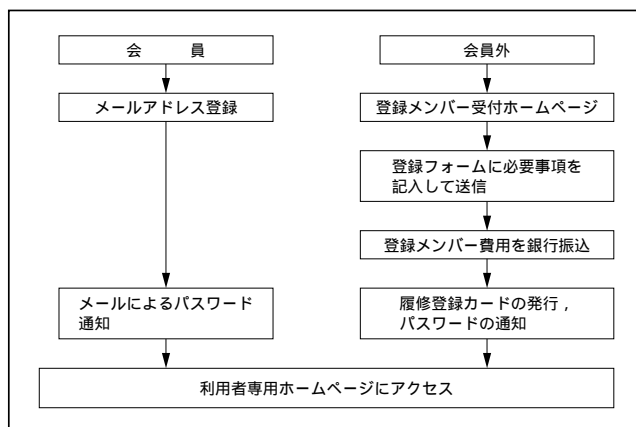 会　　員
メールアドレス登録
メールによるパスワード
通知
会員外
登録メンバー受付ホームページ
登録フォームに必要事項を
記入して送信
登録メンバー費用を銀行振込
履修登録カードの発行，
パスワードの通知
利用者専用ホームページにアクセス